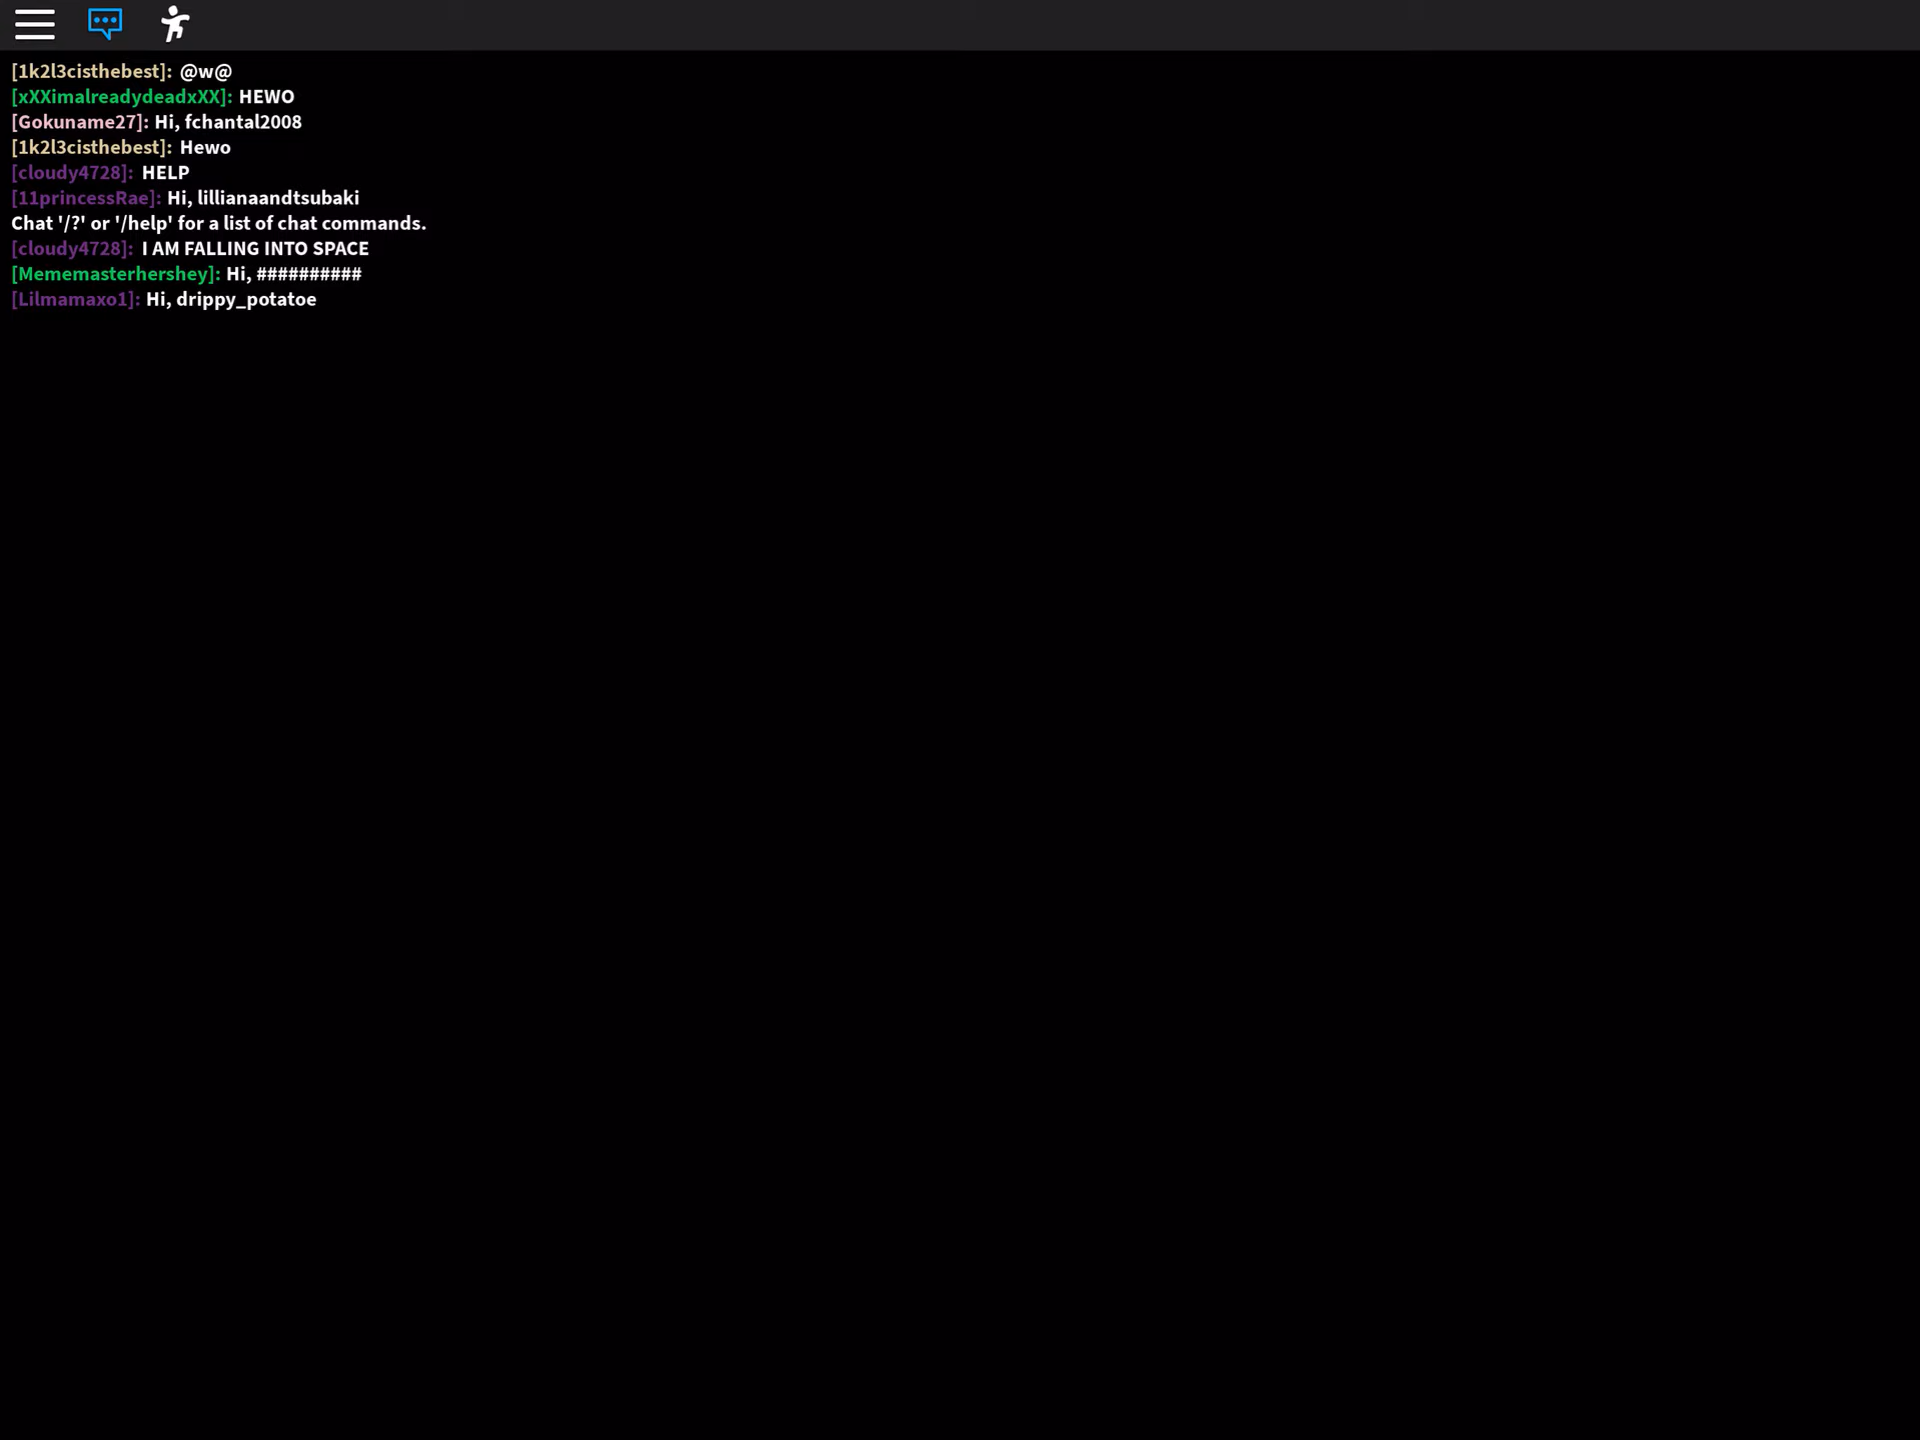 [1k2l3cisthebest]: @w@
[xXXimalreadydeadxXX]: HEWO
[Gokuname27]: Hi, fchantal2008
[1k2l3cisthebest]: Hewo
[cloudy4728]: HELP
[11princessRae]: Hi, lillianaandtsubaki
Chat '/?' or '/help' for a list of chat commands.
[cloudy4728]: I AM FALLING INTO SPACE
[Mememasterhershey]: Hi, ##########
[Lilmamaxo1]: Hi, drippy_potatoe